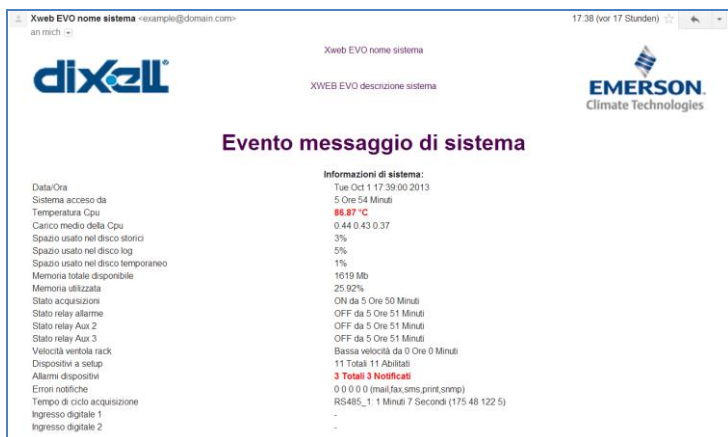 Xweb EVO nome sistema <example@domain.com> 17:38 (vor 17 Stunden)
an mich
Xweb EVO nome sistema
dixell
XWEB EVO descrizione sistema
EMERSON.
Climate Technologies
Evento messaggio di sistema
Informazioni di sistema:
Data/Ora Tue Oct 1 17:39:00 2013
Sistema acceso da 5 Ore 54 Minuti
Temperatura Cpu 86.87 °C
Carico medio della Cpu 0.44 0.43 0.37
Spazio usato nel disco storici 3%
Spazio usato nel disco log 5%
Spazio usato nel disco temporaneo 1%
Memoria totale disponibile 1619 Mb
Memoria utilizzata 25.92%
Stato acquisizioni ON da 5 Ore 50 Minuti
Stato relay allarme OFF da 5 Ore 51 Minuti
Stato relay Aux 2 OFF da 5 Ore 51 Minuti
Stato relay Aux 3 OFF da 5 Ore 51 Minuti
Velocità ventola rack Bassa velocità da 0 Ore 0 Minuti
Dispositivi a setup 11 Totali 11 Abilitati
Allarmi dispositivi 3 Totali 3 Notificati
Errori notifiche 0 0 0 0 0 (mail,fax,sms,print,snmp)
Tempo di ciclo acquisizione RS485_1: 1 Minuti 7 Secondi (175 48 122 5)
Ingresso digitale 1 -
Ingresso digitale 2 -